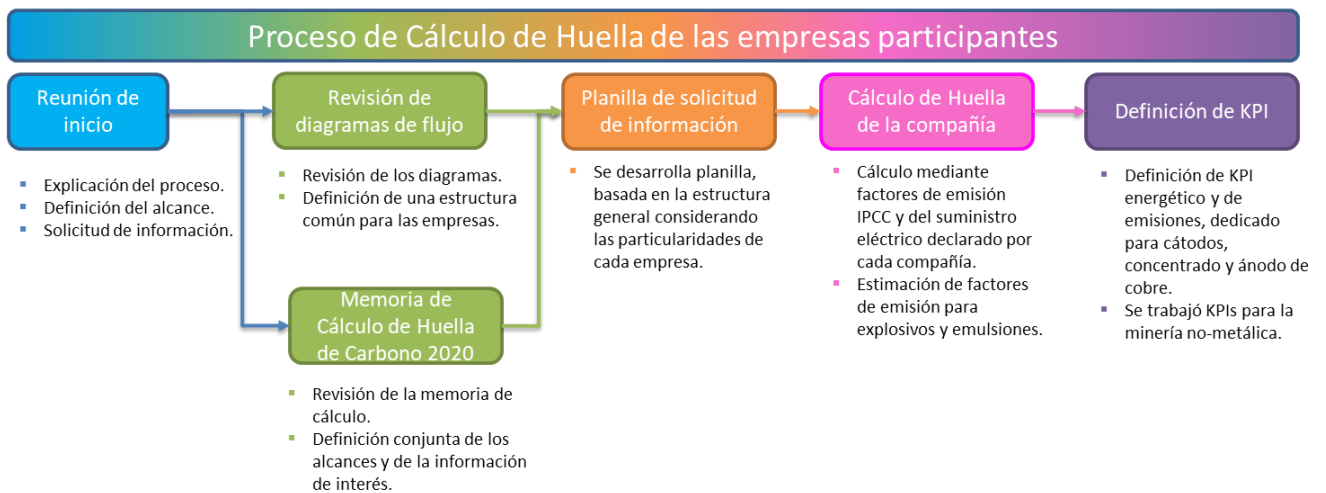 Proceso de Cálculo de Huella de las empresas participantes
Reunión de
inicio
▪ Explicación del proceso.
▪ Definición del alcance.
▪ Solicitud de información.
Revisión de
diagramas de flujo
▪ Revisión de los diagramas.
▪ Definición de una estructura
común para las empresas.
Memoria de
Cálculo de Huella
de Carbono 2020
▪ Revisión de la memoria de
cálculo.
▪ Definición conjunta de los
alcances y de la información
de interés.
Planilla de solicitud
de información
▪ Se desarrolla planilla,
basada en la estructura
general considerando
las particularidades de
cada empresa.
Cálculo de Huella
de la compañía
▪ Cálculo mediante
factores de emisión
IPCC y del suministro
eléctrico declarado por
cada compañía.
▪ Estimación de factores
de emisión para
explosivos y emulsiones.
Definición de KPI
▪ Definición de KPI
energético y de
emisiones, dedicado
para cátodos,
concentrado y ánodo de
cobre.
▪ Se trabajó KPIs para la
minería no-metálica.